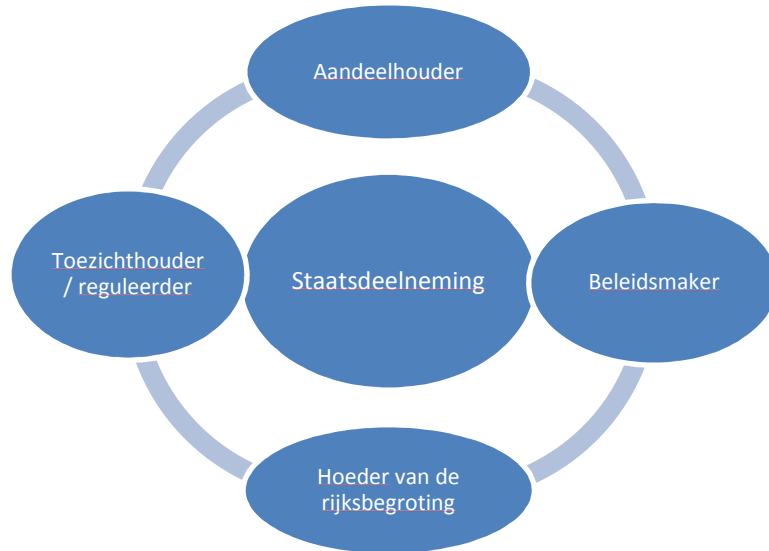 Aandeelhouder
Toezichthouder
/ reguleerder
Staatsdeelneming
Beleidsmaker
Hoeder van de
rijksbegroting